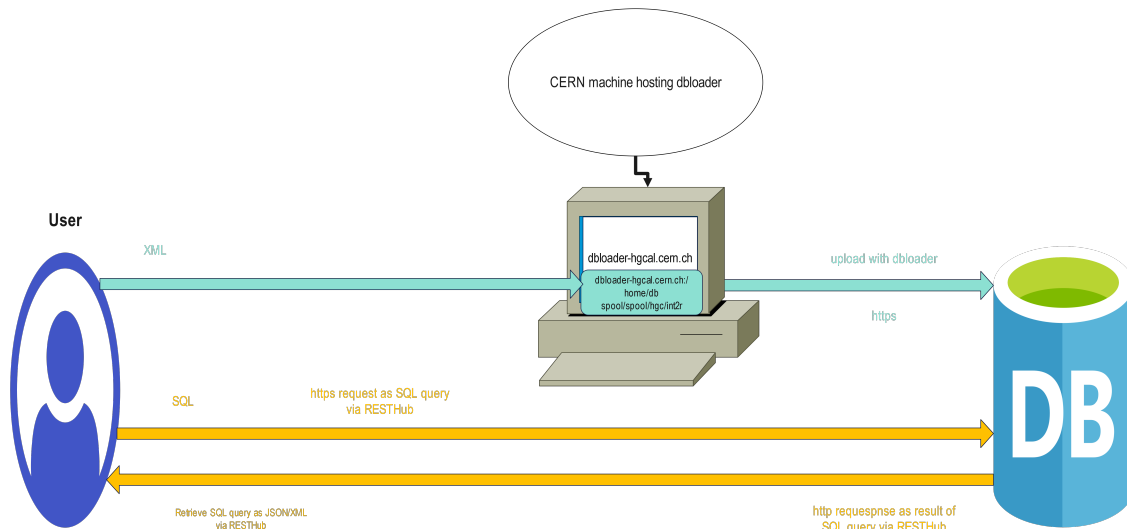 CERN machine hosting dbloader
User
XML
dbloader-hgcal.cern.ch
dbloader-hgcal.cern.ch:/
home/db
spool/spool/hgc/int2r
upload with dbloader
https
SQL
https request as SQL query
via RESTHub
DB
Retrieve SQL query as JSON/XML
via RESTHub
http requespnse as result of
SQL query via RESTHub